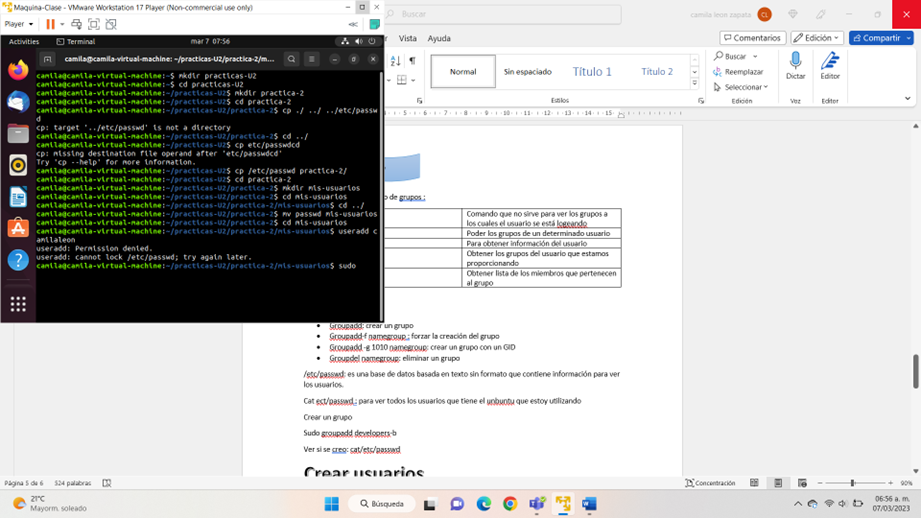 Maquina-Clase - VMware Workstation 17 Player (Non-commercial use only)
Player
Activities
Terminal
mar 7 07:56
camila@camila-virtual-machine: ~/practicas-U2/practica-2/m...
camila@camila-virtual-machine:~$ mkdir practicas-U2
camila@camila-virtual-machine:~$ cd practicas-U2
camila@camila-virtual-machine:~/practicas-U2$ mkdir practica-2
camila@camila-virtual-machine:~/practicas-U2$ cd practica-2
camila@camila-virtual-machine:~/practicas-U2/practica-2$ cp ./ ../ ../etc/passw
d
cp: target '../etc/passwd' is not a directory
camila@camila-virtual-machine:~/practicas-U2/practica-2$ cd ../
camila@camila-virtual-machine:~/practicas-U2$ cp etc/passwdcd
cp: missing destination file operand after 'etc/passwdcd'
Try 'cp --help' for more information.
camila@camila-virtual-machine:~/practicas-U2$ cp /etc/passwd practica-2/
camila@camila-virtual-machine:~/practicas-U2$ cd practica-2
camila@camila-virtual-machine:~/practicas-U2/practica-2$ mkdir mis-usuarios
camila@camila-virtual-machine:~/practicas-U2/practica-2$ cd mis-usuarios
camila@camila-virtual-machine:~/practicas-U2/practica-2/mis-usuarios$ cd ../
camila@camila-virtual-machine:~/practicas-U2/practica-2$ mv passwd mis-usuarios
camila@camila-virtual-machine:~/practicas-U2/practica-2$ cd mis-usuarios
camila@camila-virtual-machine:~/practicas-U2/practica-2/mis-usuarios$ useradd c
amilaleon
useradd: Permission denied.
useradd: cannot lock /etc/passwd; try again later.
camila@camila-virtual-machine:~/practicas-U2/practica-2/mis-usuarios$ sudo
Buscar
camila leon zapata
CL
Vista
Ayuda
Comentarios
Edición
Compartir
Normal
Sin espaciado
Título 1
Título 2
Estilos
Buscar
Reemplazar
Seleccionar
Edición
Dictar
Voz
Editor
Editor
o de grupos :
Comando que no sirve para ver los grupos a
los cuales el usuario se está logeando
Poder los grupos de un determinado usuario
Para obtener información del usuario
Obtener los grupos del usuario que estamos
proporcionando
Obtener lista de los miembros que pertenecen
al grupo
Groupadd: crear un grupo
Groupadd-f namegroup : forzar la creación del grupo
Groupadd -g 1010 namegroup: crear un grupo con un GID
Groupdel namegroup: eliminar un grupo
/etc/passwd: es una base de datos basada en texto sin formato que contiene información para ver
los usuarios.
Cat ect/passwd : para ver todos los usuarios que tiene el unbuntu que estoy utilizando
Crear un grupo
Sudo groupadd developers-b
Ver si se creo: cat/etc/passwd
Crear usuarios
Página 5 de 6
524 palabras
Concentración
90%
21°C
Mayorm. soleado
Búsqueda
06:56 a. m.
07/03/2023